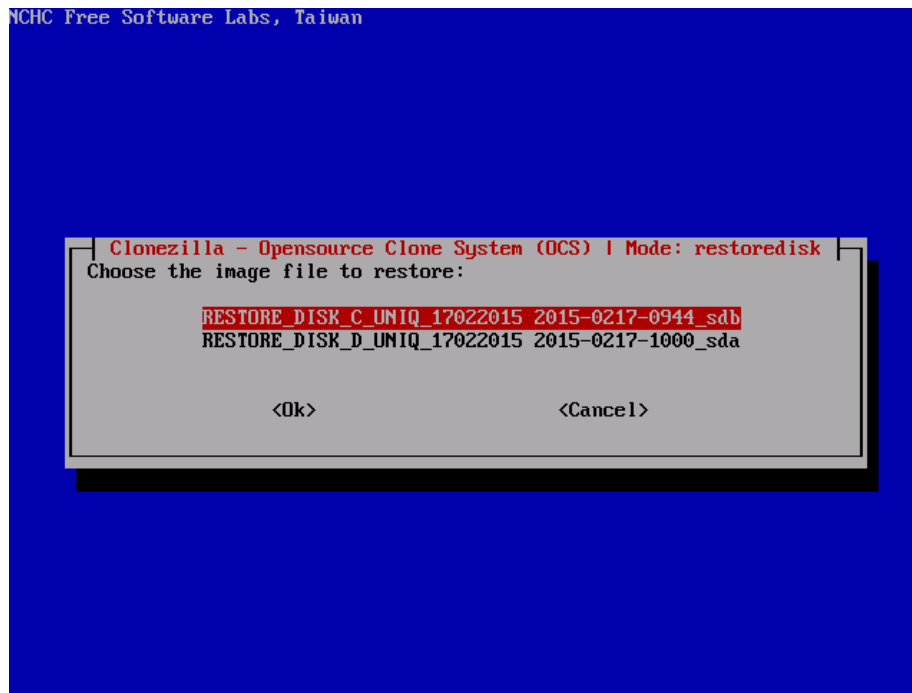 NCHC Free Software Labs, Taiwan
Clonezilla - Opensource Clone System (OCS) | Mode: restoredisk
Choose the image file to restore:
RESTORE_DISK_C_UNIQ_17022015 2015-0217-0944_sdb
RESTORE_DISK_D_UNIQ_17022015 2015-0217-1000_sda
<Ok> <Cancel>